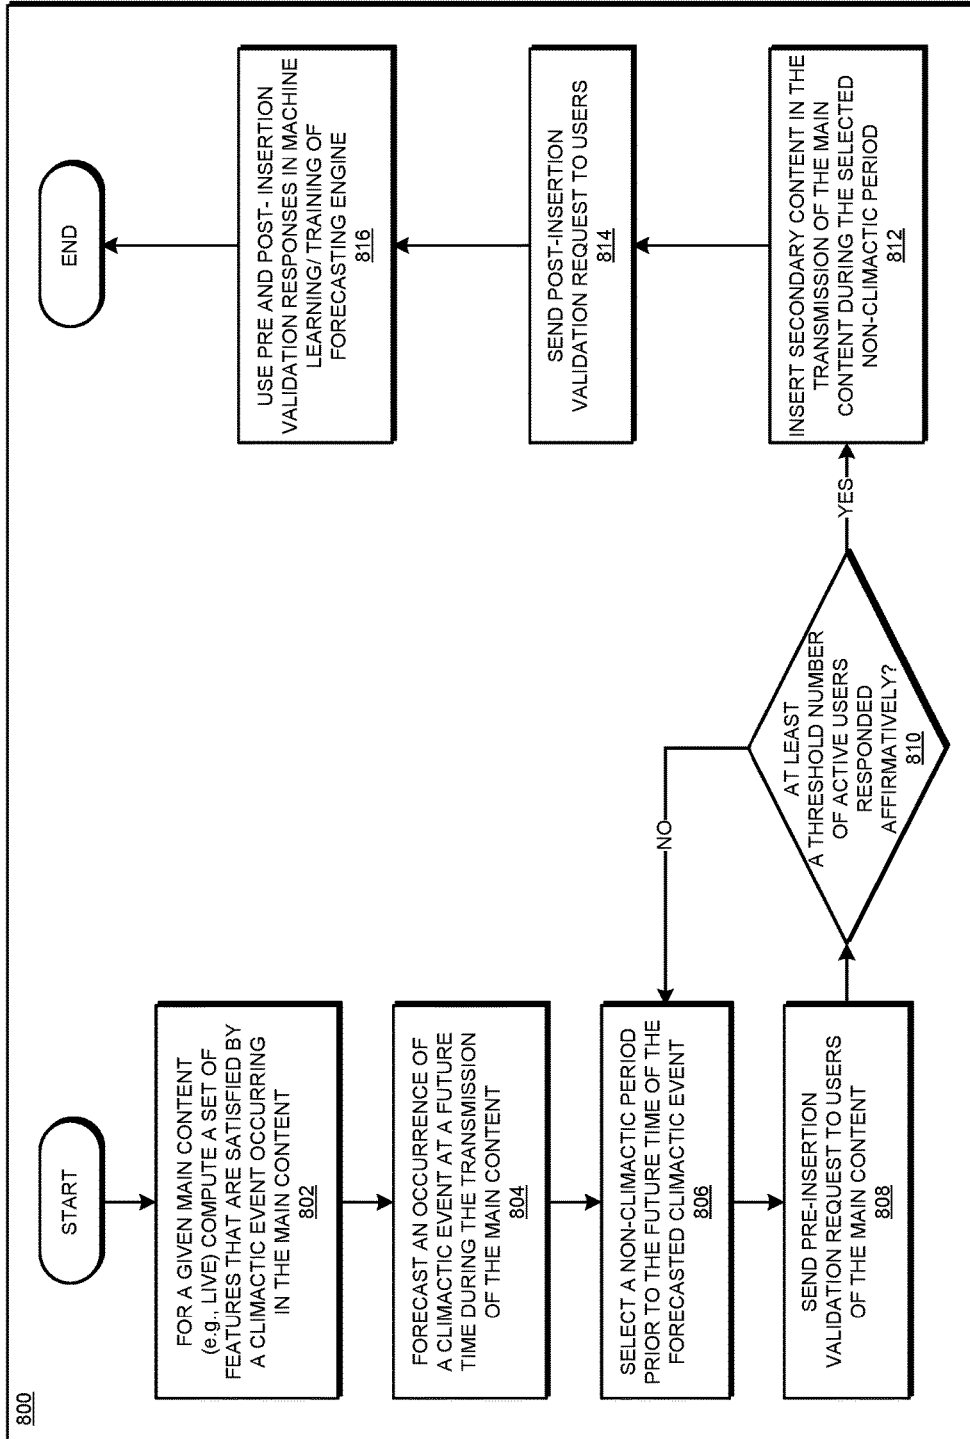 800
START
FOR A GIVEN MAIN CONTENT
(e.g., LIVE) COMPUTE A SET OF
FEATURES THAT ARE SATISFIED BY
A CLIMACTIC EVENT OCCURRING
IN THE MAIN CONTENT
802
FORECAST AN OCCURRENCE OF
A CLIMACTIC EVENT AT A FUTURE
TIME DURING THE TRANSMISSION
OF THE MAIN CONTENT
804
SELECT A NON-CLIMACTIC PERIOD
PRIOR TO THE FUTURE TIME OF THE
FORECASTED CLIMACTIC EVENT
806
SEND PRE-INSERTION
VALIDATION REQUEST TO USERS
OF THE MAIN CONTENT
808
AT LEAST
A THRESHOLD NUMBER
OF ACTIVE USERS
RESPONDED
AFFIRMATIVELY?
810
NO
YES
INSERT SECONDARY CONTENT IN THE
TRANSMISSION OF THE MAIN
CONTENT DURING THE SELECTED
NON-CLIMACTIC PERIOD
812
SEND POST-INSERTION
VALIDATION REQUEST TO USERS
814
USE PRE AND POST- INSERTION
VALIDATION RESPONSES IN MACHINE
LEARNING/ TRAINING OF
FORECASTING ENGINE
816
END